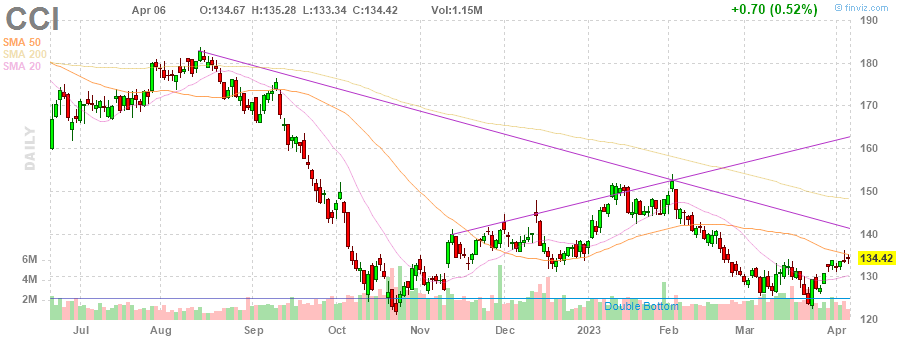 CCI
Apr 06 O:134.67 H:135.28 L:133.34 C:134.42 Vol:1.15M +0.70 (0.52%) finviz.com
SMA 50
SMA 200
SMA 20
DAILY
190
180
170
160
150
140
134.42
130
120
6M
4M
2M
Double Bottom
Jul Aug Sep Oct Nov Dec 2023 Feb Mar Apr